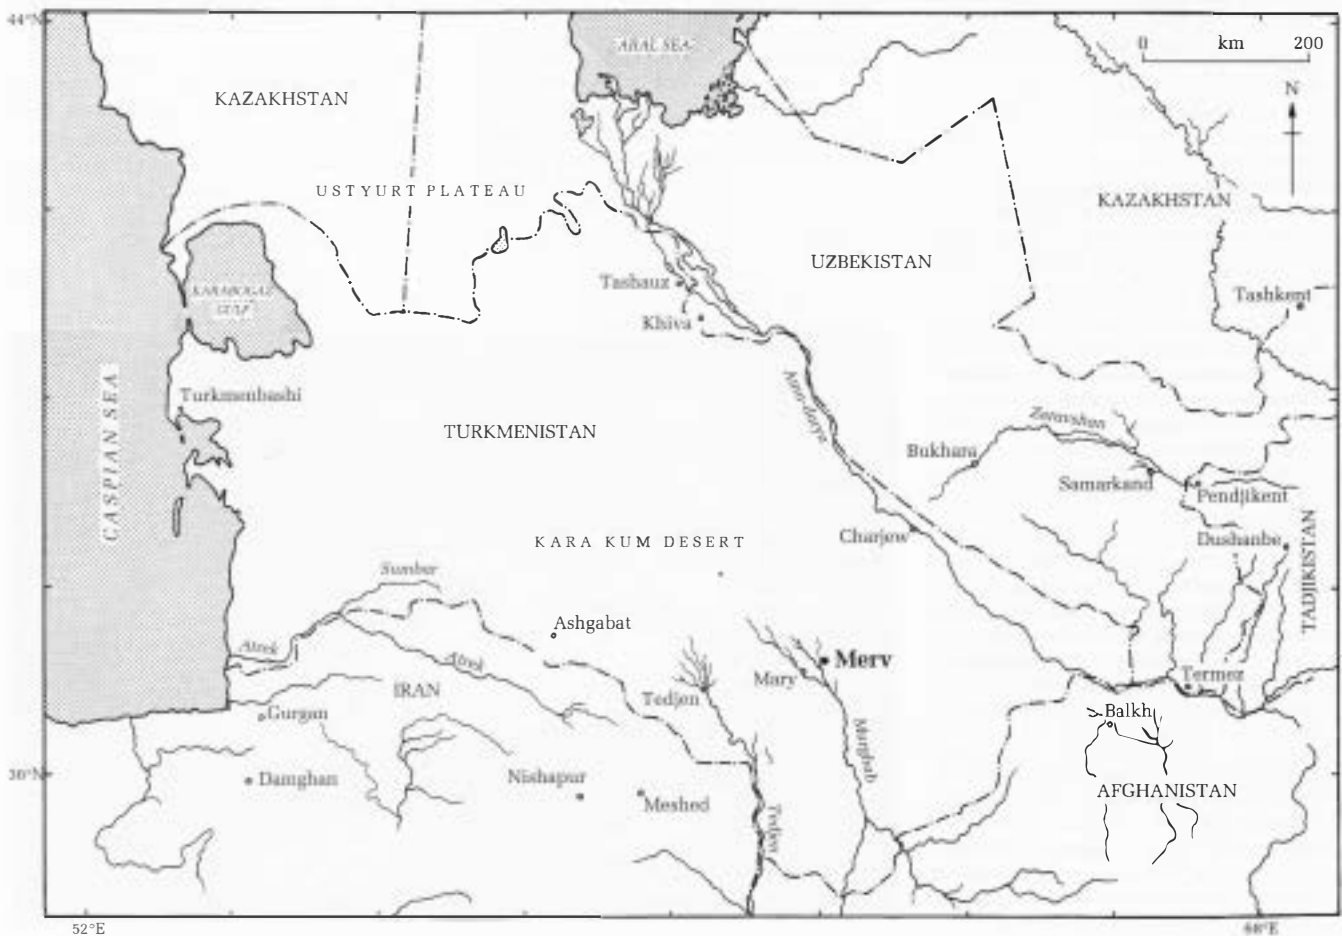 44°N
ARAL SEA
0 km 200
N
KAZAKHSTAN
USTYURT PLATEAU
KAZAKHSTAN
UZBEKISTAN
KARABOGAZ
GULF
Tashauz
Tashkent
Khiva
CASPIAN SEA
Turkmenbashi
Amu-darya
TURKMENISTAN
Zeravshan
Bukhara
Samarkand
Pendjikent
KARA KUM DESERT
Charjew
Dushanbe
TADJIKISTAN
Sumbar
Ashgabat
Atrek
Atrek
Merv
Mary
IRAN
Tedjen
Termez
Gurgan
Balkh
Murghab
Damghan
Nishapur
Meshed
AFGHANISTAN
Tedjen
52°E
68°E